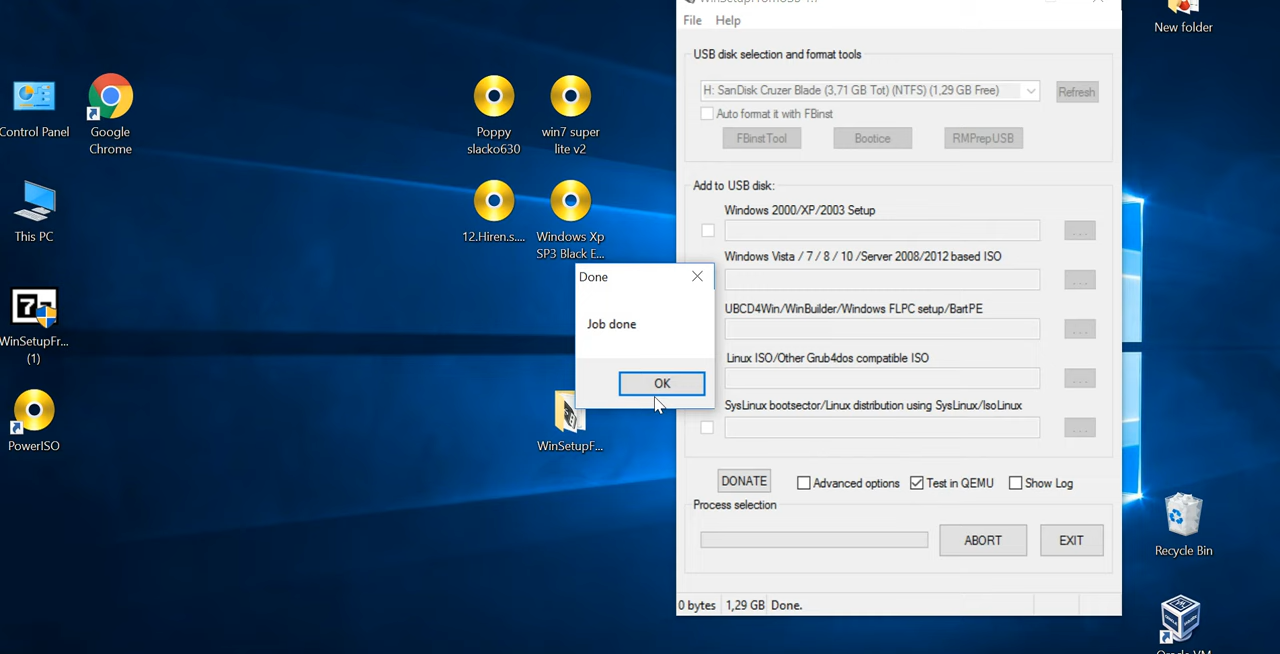 File Help
New folder
USB disk selection and format tools
H: SanDisk Cruzer Blade (3,71 GB Tot) (NTFS) (1,29 GB Free)
Refresh
Auto format it with FBinst
FBinstTool
Bootice
RMPrepUSB
Control Panel
Google
Chrome
Poppy
slacko630
win7 super
lite v2
Add to USB disk:
Windows 2000/XP/2003 Setup
...
This PC
12.Hiren.s....
Windows Xp
SP3 Black E...
Windows Vista / 7 / 8 / 10 /Server 2008/2012 based ISO
...
Done
Job done
OK
UBCD4Win/WinBuilder/Windows FLPC setup/BartPE
...
WinSetupFr...
(1)
Linux ISO/Other Grub4dos compatible ISO
...
SysLinux bootsector/Linux distribution using SysLinux/IsoLinux
...
PowerISO
WinSetupF...
DONATE
Advanced options
Test in QEMU
Show Log
Process selection
ABORT
EXIT
Recycle Bin
0 bytes 1,29 GB Done.